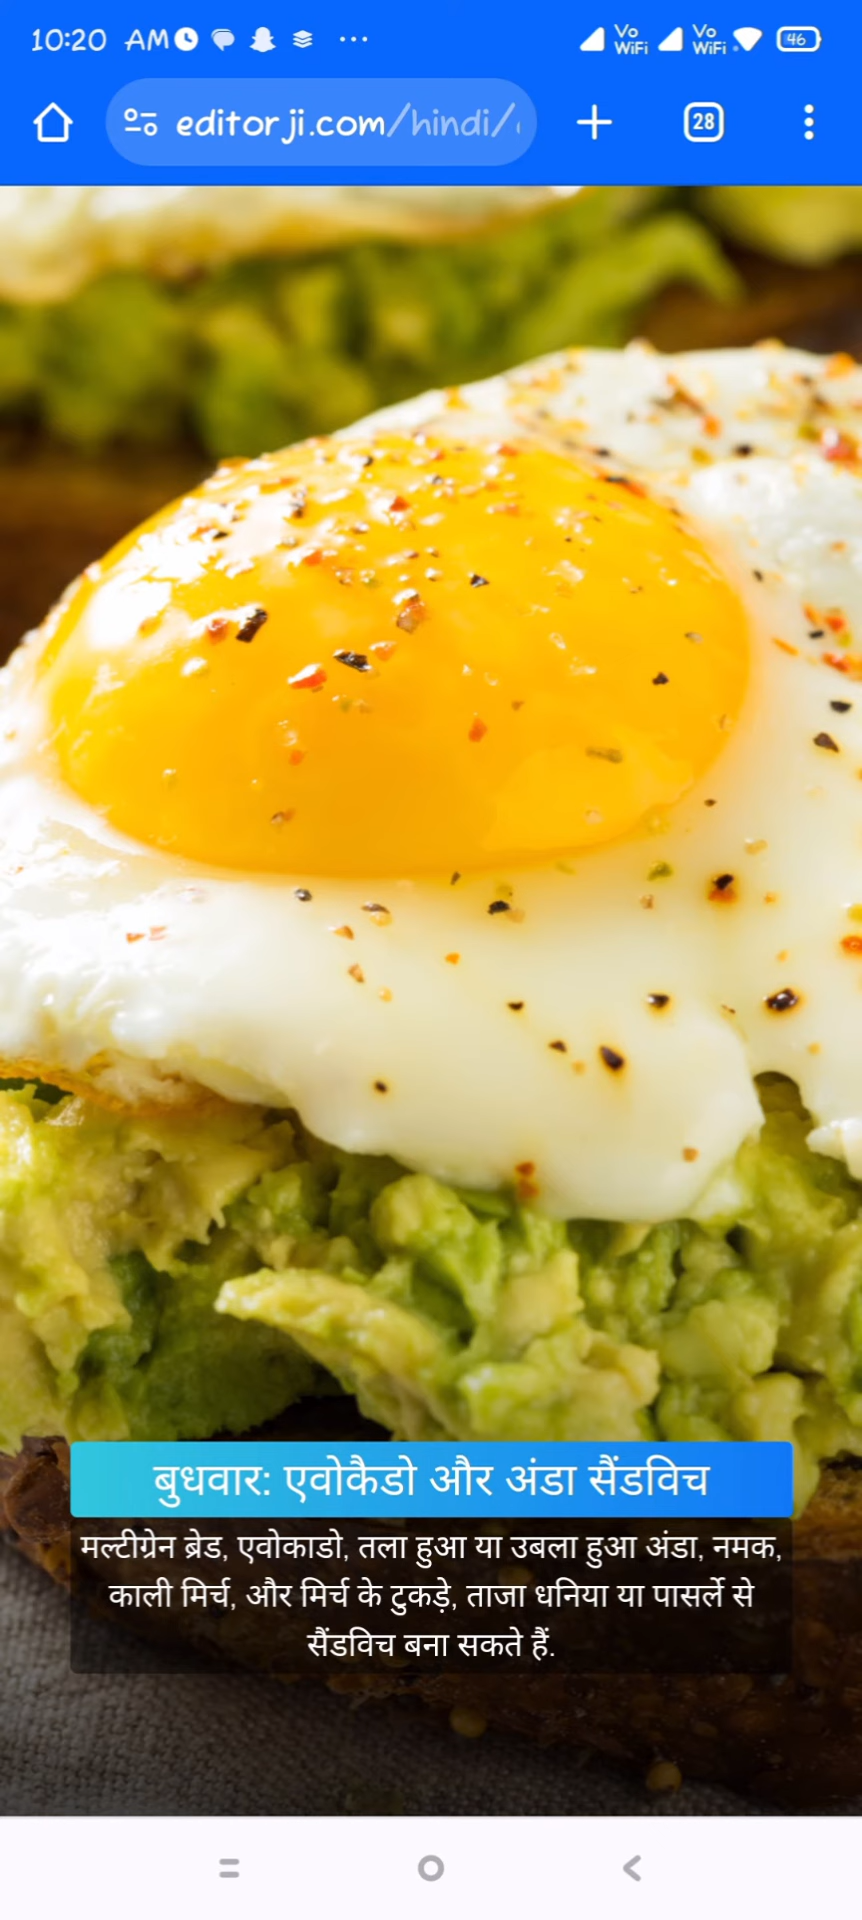 10:20 AM
Vo WiFi Vo WiFi 46
editorji.com/hindi/
28
बुधवार: एवोकैडो और अंडा सैंडविच
मल्टीग्रेन ब्रेड, एवोकाडो, तला हुआ या उबला हुआ अंडा, नमक,
काली मिर्च, और मिर्च के टुकड़े, ताजा धनिया या पासर्ले से
सैंडविच बना सकते हैं.